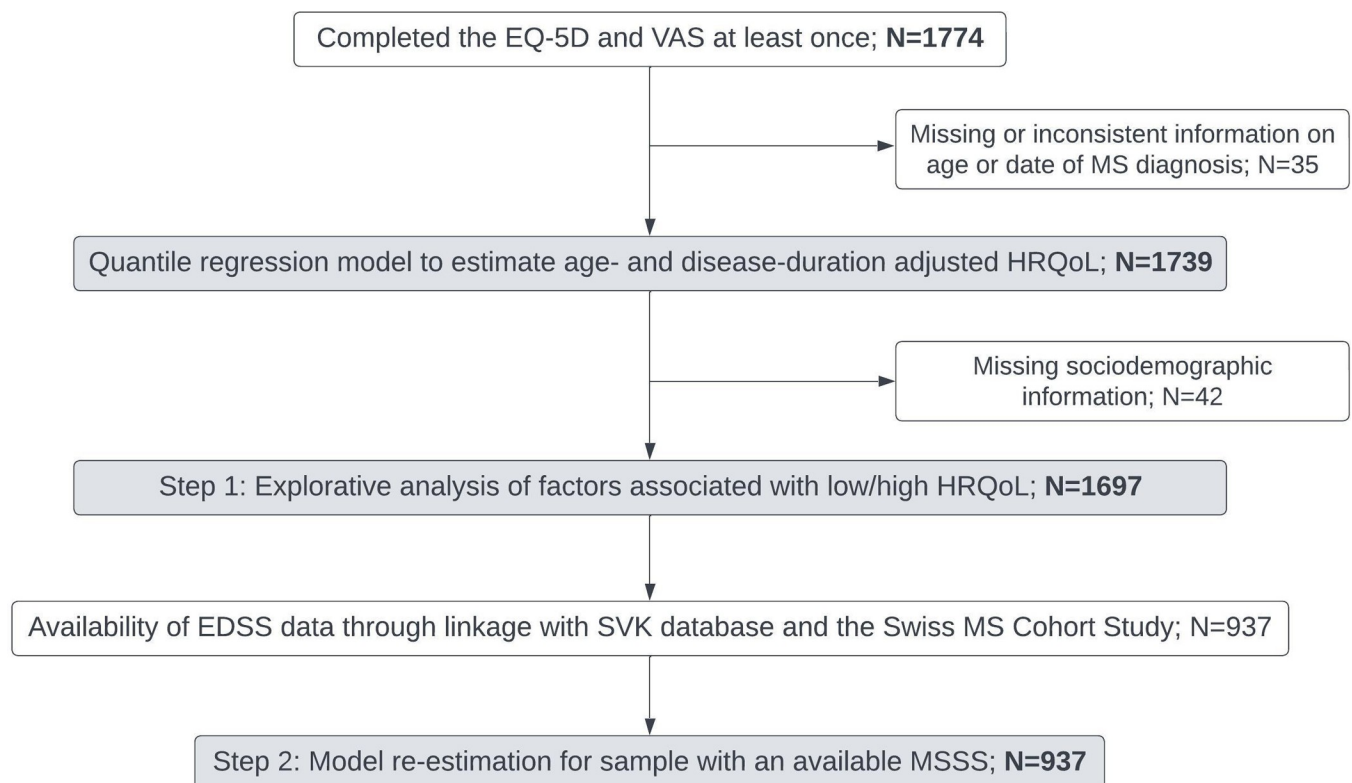 Completed the EQ-5D and VAS at least once; N=1774
Missing or inconsistent information on
age or date of MS diagnosis; N=35
Quantile regression model to estimate age- and disease-duration adjusted HRQoL; N=1739
Missing sociodemographic
information; N=42
Step 1: Explorative analysis of factors associated with low/high HRQoL; N=1697
Availability of EDSS data through linkage with SVK database and the Swiss MS Cohort Study; N=937
Step 2: Model re-estimation for sample with an available MSSS; N=937